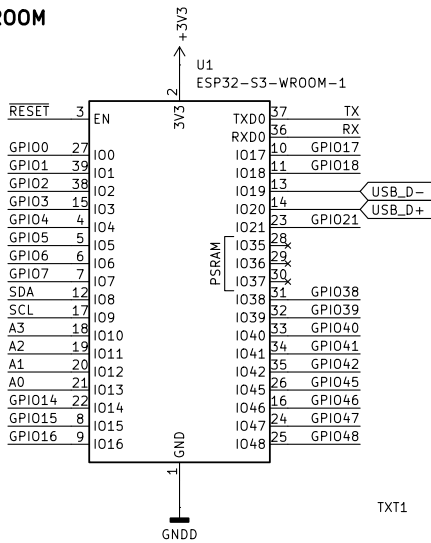 ROOM
+3V3
U1
ESP32-S3-WROOM-1
2
3V3
RESET 3 EN
GPIO0 27 IO0
GPIO1 39 IO1
GPIO2 38 IO2
GPIO3 15 IO3
GPIO4 4 IO4
GPIO5 5 IO5
GPIO6 6 IO6
GPIO7 7 IO7
SDA 12 IO8
SCL 17 IO9
A3 18 IO10
A2 19 IO11
A1 20 IO12
A0 21 IO13
GPIO14 22 IO14
GPIO15 8 IO15
GPIO16 9 IO16
TXD0 37 TX
RXD0 36 RX
IO17 10 GPIO17
IO18 11 GPIO18
IO19 13 USB_D-
IO20 14 USB_D+
IO21 23 GPIO21
PSRAM
IO35 28
IO36 29
IO37 30
IO38 31 GPIO38
IO39 32 GPIO39
IO40 33 GPIO40
IO41 34 GPIO41
IO42 35 GPIO42
IO45 26 GPIO45
IO46 16 GPIO46
IO47 24 GPIO47
IO48 25 GPIO48
GND
1
GNDD
TXT1